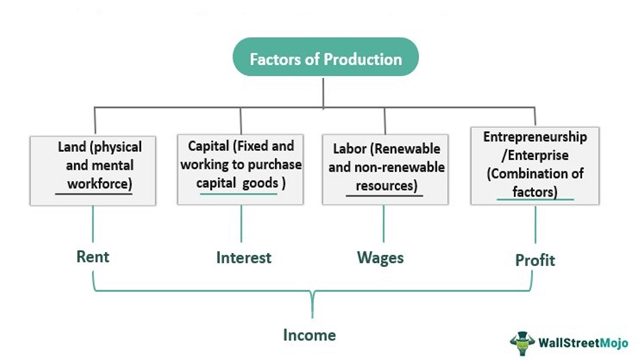 Factors of Production
Land (physical
and mental
workforce)
Capital (Fixed and
working to purchase
capital goods )
Labor (Renewable
and non-renewable
resources)
Entrepreneurship
/Enterprise
(Combination of
factors)
Rent
Interest
Wages
Profit
Income
WallStreetMojo